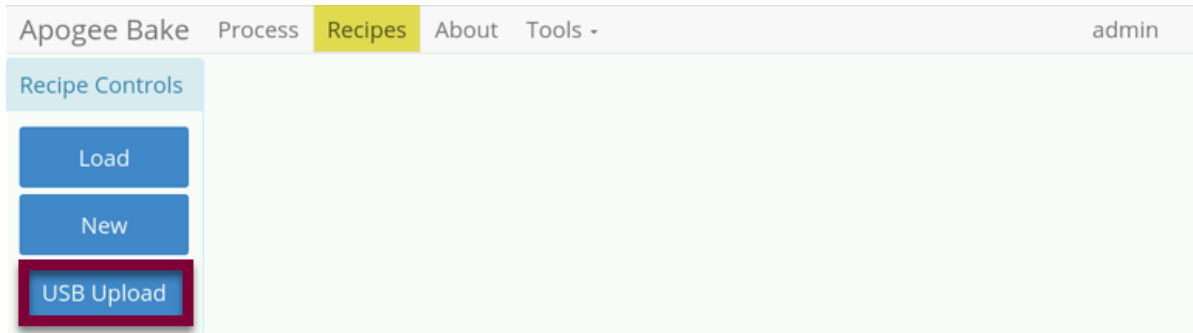 Apogee Bake Process Recipes About Tools admin
Recipe Controls
Load
New
USB Upload